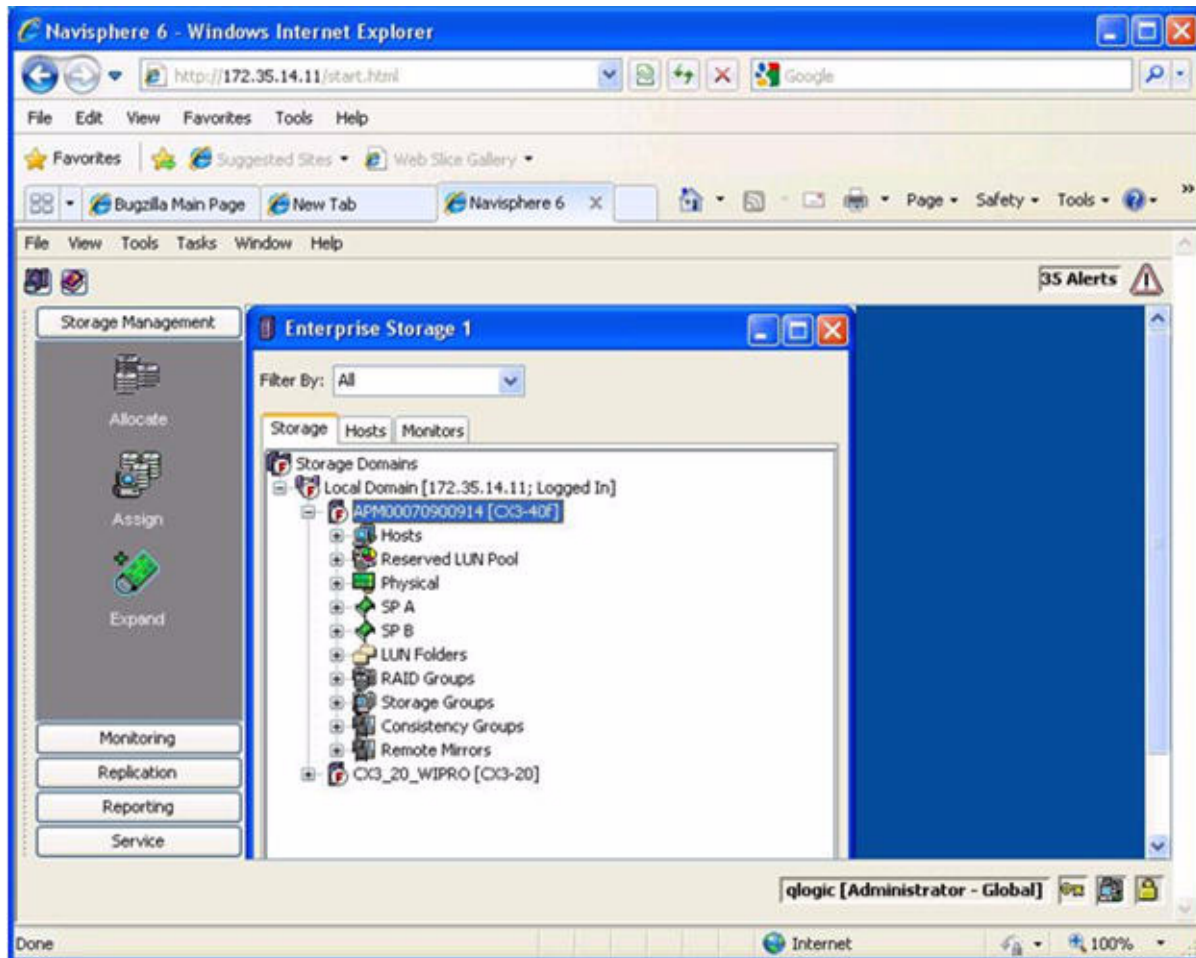 Navisphere 6 - Windows Internet Explorer
http://172.35.14.11/start.html Google
File Edit View Favorites Tools Help
Favorites Suggested Sites Web Slice Gallery
Bugzilla Main Page New Tab Navisphere 6 X Page Safety Tools
File View Tools Tasks Window Help
35 Alerts
Storage Management
Enterprise Storage 1
Filter By: All
Allocate
Storage Hosts Monitors
Storage Domains
Local Domain [172.35.14.11; Logged In]
APM00070900914 [CX3-40f]
Assign
Hosts
Reserved LUN Pool
Physical
SP A
Expand
SP B
LUN Folders
RAID Groups
Storage Groups
Consistency Groups
Monitoring
Remote Mirrors
Replication
CX3_20_WIPRO [CX3-20]
Reporting
Service
qlogic [Administrator - Global]
Done Internet 100%